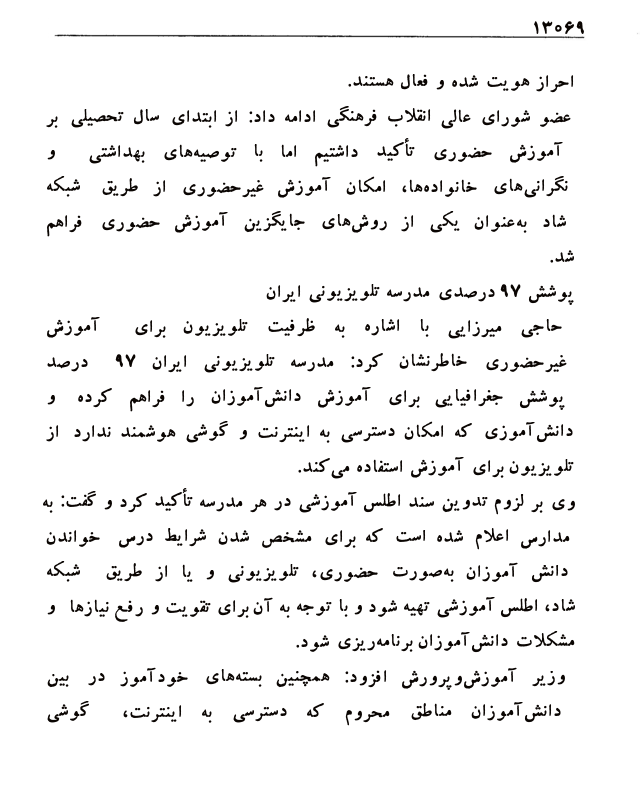 ۱۳۰۶۹
احراز هویت شده و فعال هستند.
عضو شورای عالی انقلاب فرهنگی ادامه داد: از ابتدای سال تحصیلی بر
آموزش حضوری تأکید داشتیم اما با توصیه‌های بهداشتی و
نگرانی‌های خانواده‌ها، امکان آموزش غیرحضوری از طریق شبکه
شاد به‌عنوان یکی از روش‌های جایگزین آموزش حضوری فراهم
شد.
پوشش ۹۷ درصدی مدرسه تلویزیونی ایران
حاجی میرزایی با اشاره به ظرفیت تلویزیون برای آموزش
غیرحضوری خاطرنشان کرد: مدرسه تلویزیونی ایران ۹۷ درصد
پوشش جغرافیایی برای آموزش دانش‌آموزان را فراهم کرده و
دانش‌آموزی که امکان دسترسی به اینترنت و گوشی هوشمند ندارد از
تلویزیون برای آموزش استفاده می‌کند.
وی بر لزوم تدوین سند اطلس آموزشی در هر مدرسه تأکید کرد و گفت: به
مدارس اعلام شده است که برای مشخص شدن شرایط درس خواندن
دانش آموزان به‌صورت حضوری، تلویزیونی و یا از طریق شبکه
شاد، اطلس آموزشی تهیه شود و با توجه به آن برای تقویت و رفع نیازها و
مشکلات دانش‌آموزان برنامه‌ریزی شود.
وزیر آموزش‌وپرورش افزود: همچنین بسته‌های خودآموز در بین
دانش‌آموزان مناطق محروم که دسترسی به اینترنت، گوشی